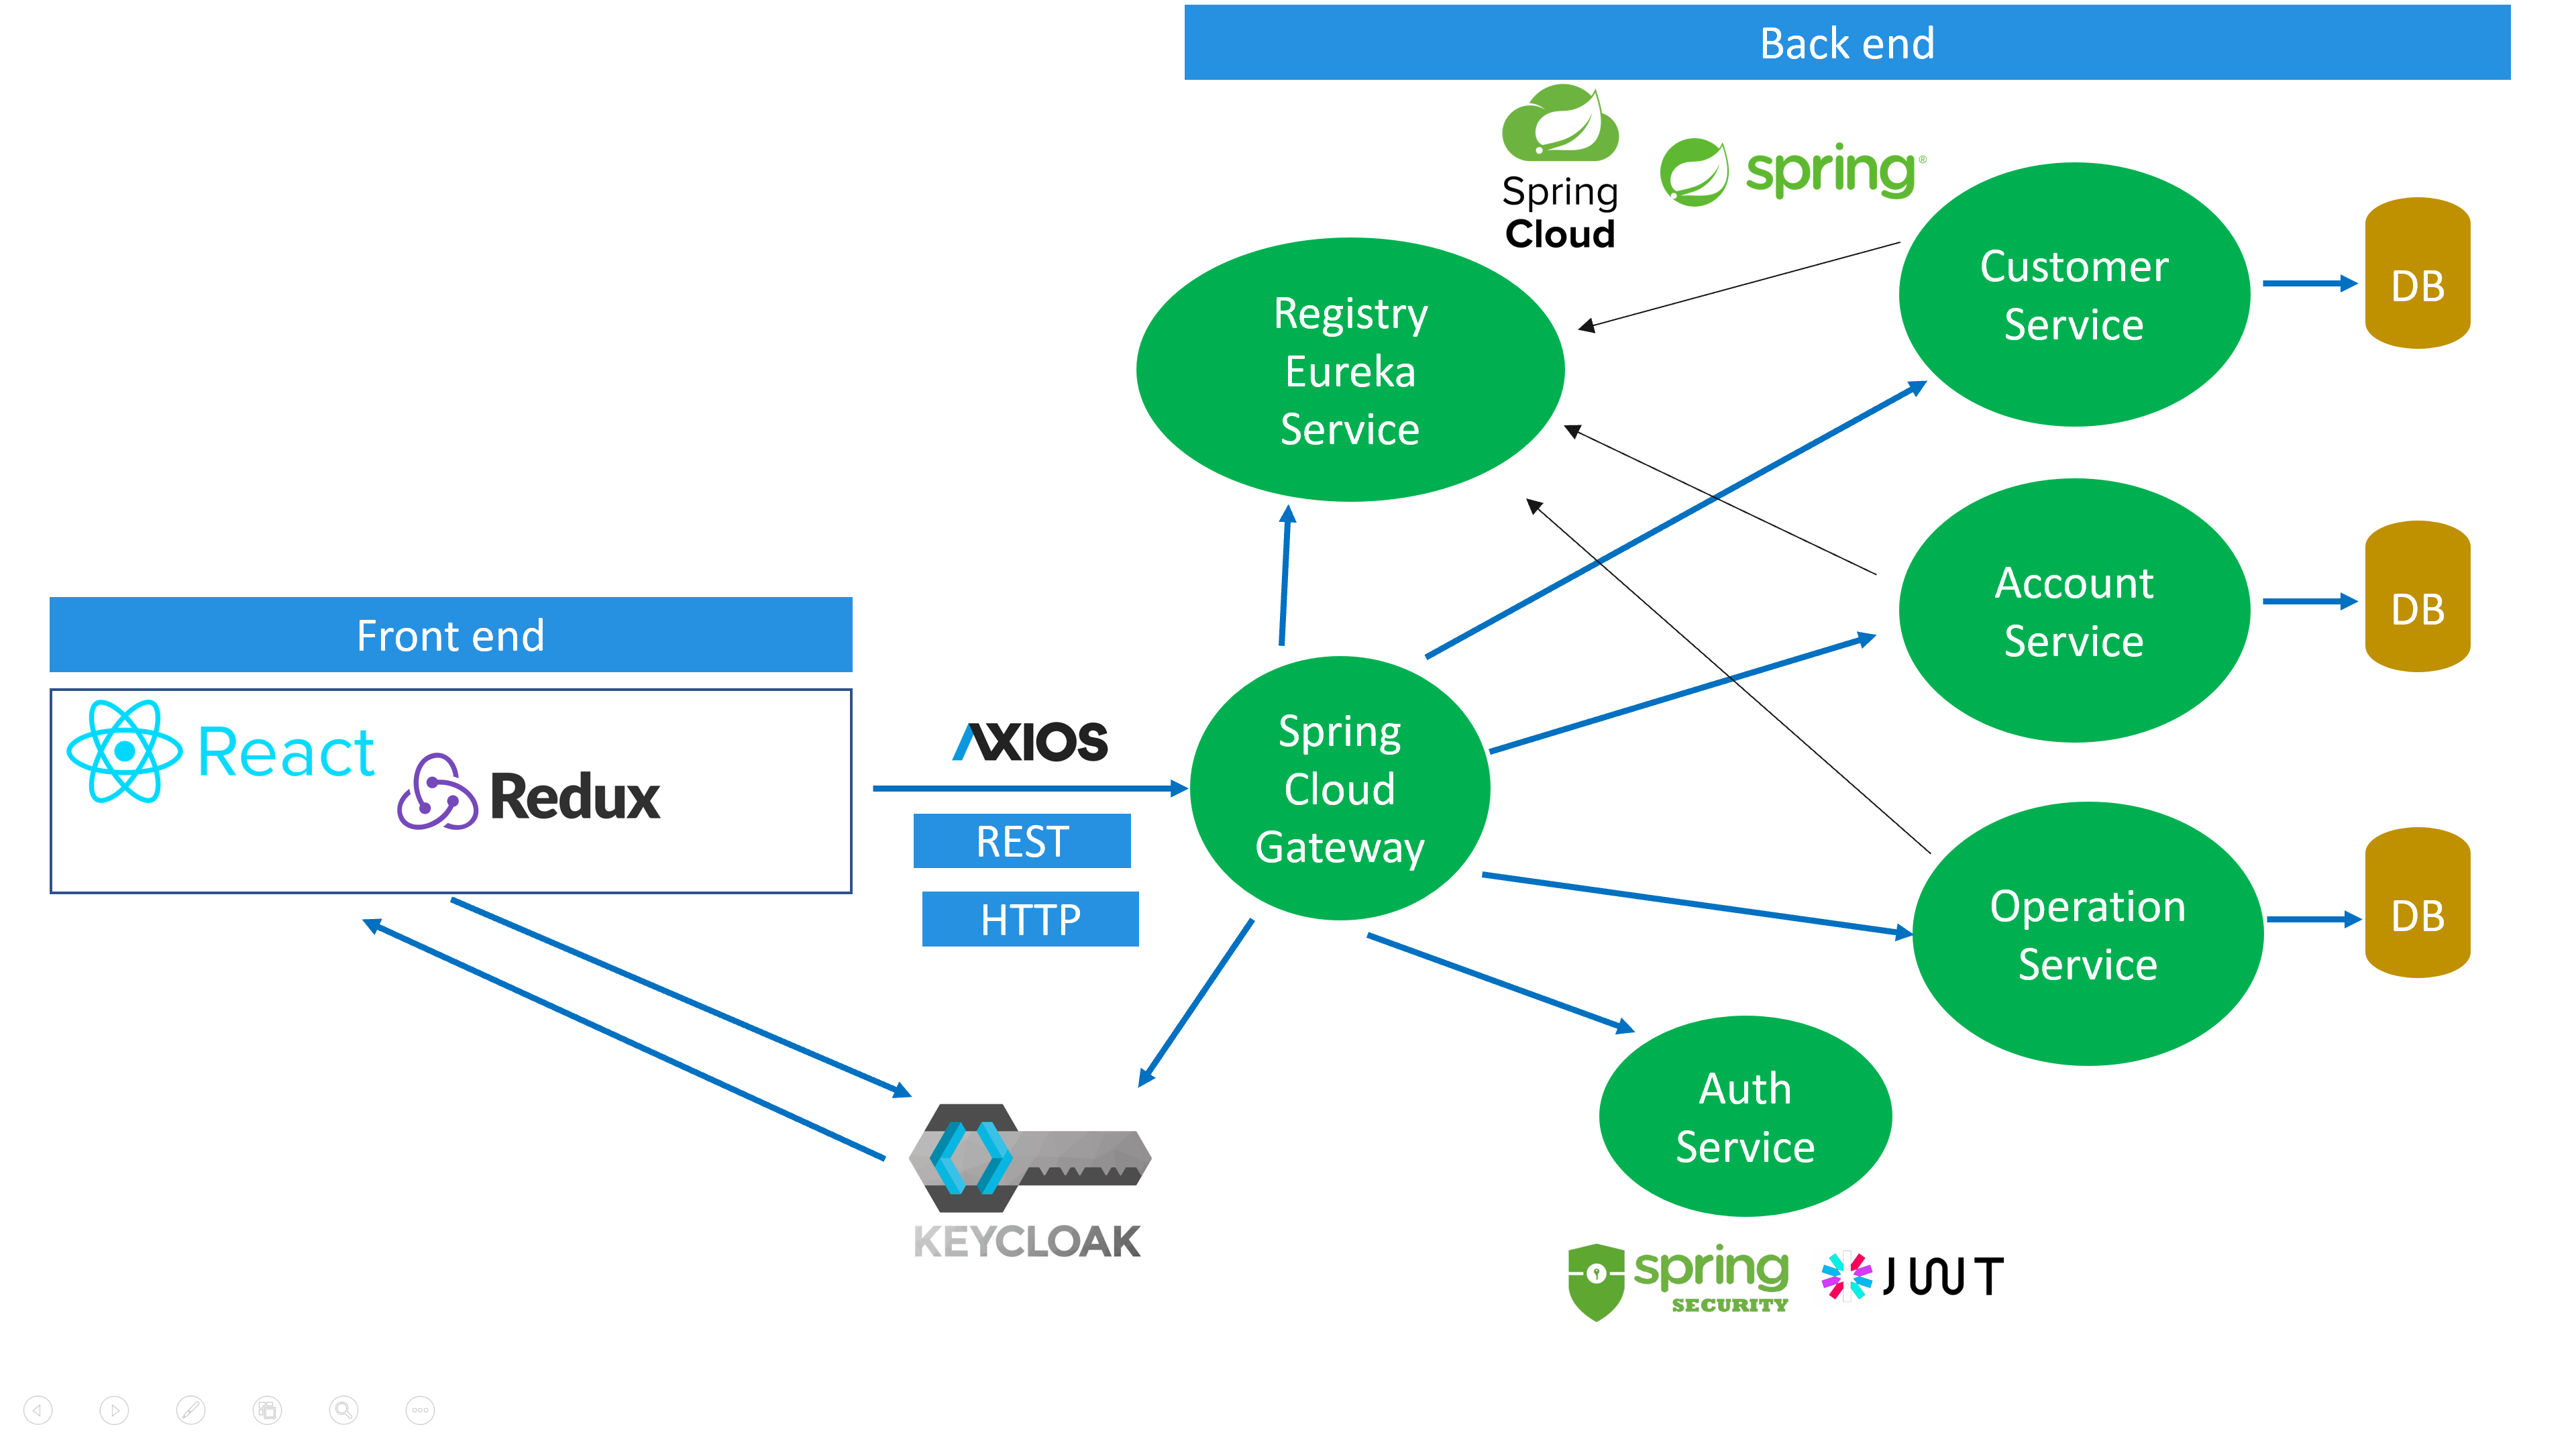 Back end
Spring
Cloud
spring®
Customer
Service
DB
Registry
Eureka
Service
Account
Service
DB
Front end
React
Redux
AXIOS
REST
HTTP
Spring
Cloud
Gateway
Operation
Service
DB
Auth
Service
KEYCLOAK
spring
SECURITY
JWT